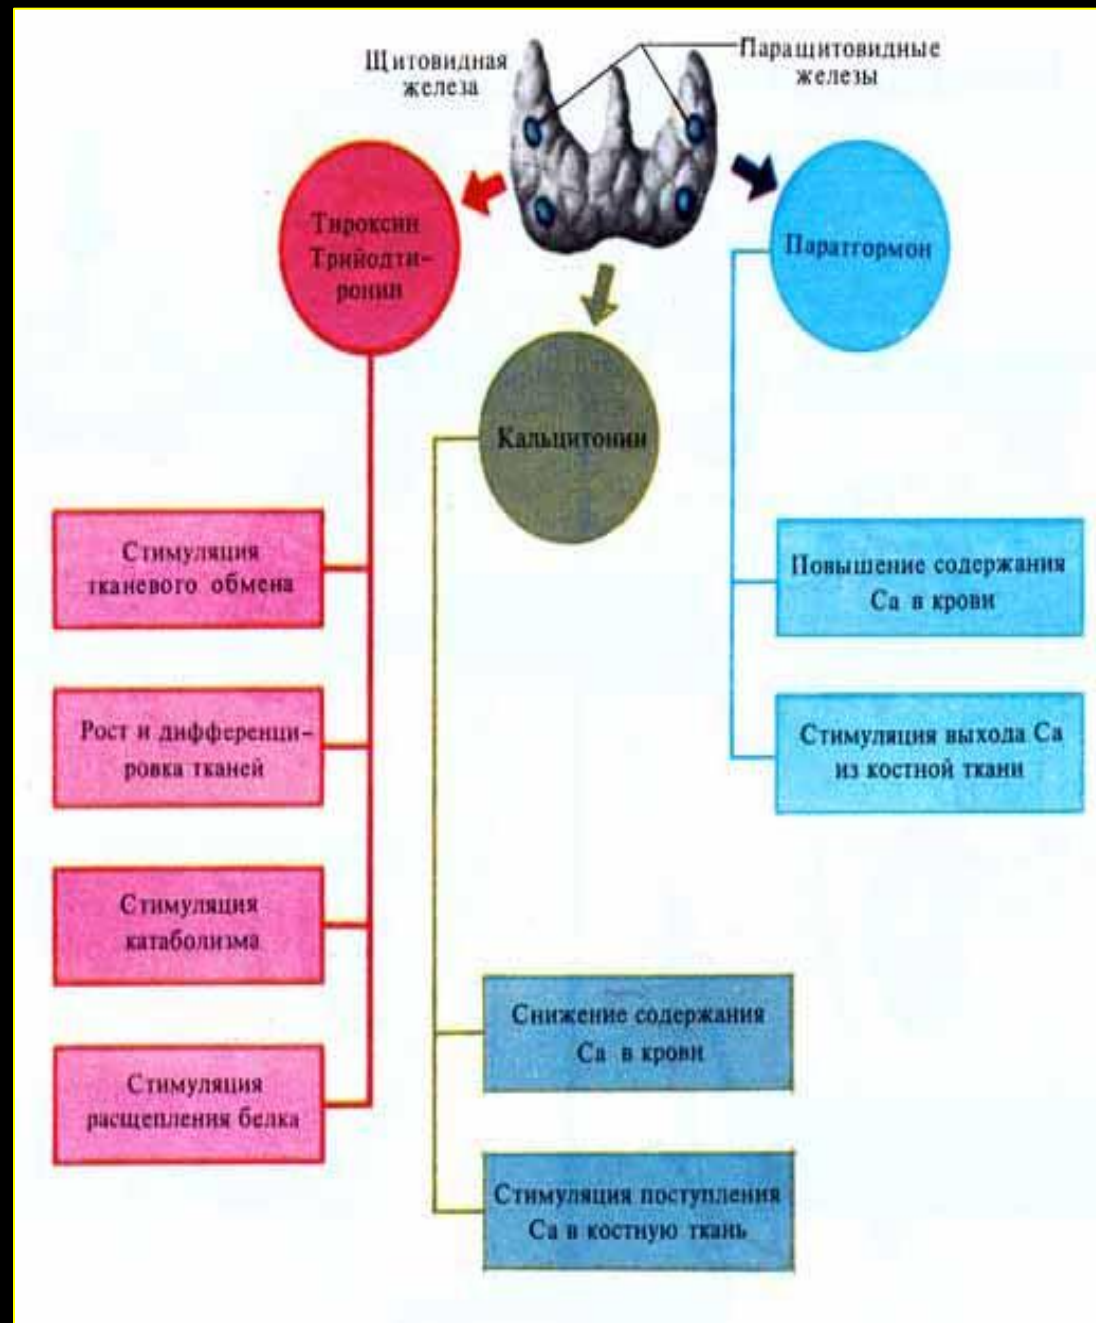 Щитовидная
железа
Паращитовидные
железы
Тироксин
Трийодти-
ронин
Паратгормон
Кальцитонин
Стимуляция
тканевого обмена
Рост и дифференци-
ровка тканей
Стимуляция
катаболизма
Стимуляция
расщепления белка
Повышение содержания
Са в крови
Стимуляция выхода Са
из костной ткани
Снижение содержания
Са в крови
Стимуляция поступления
Са в костную ткань